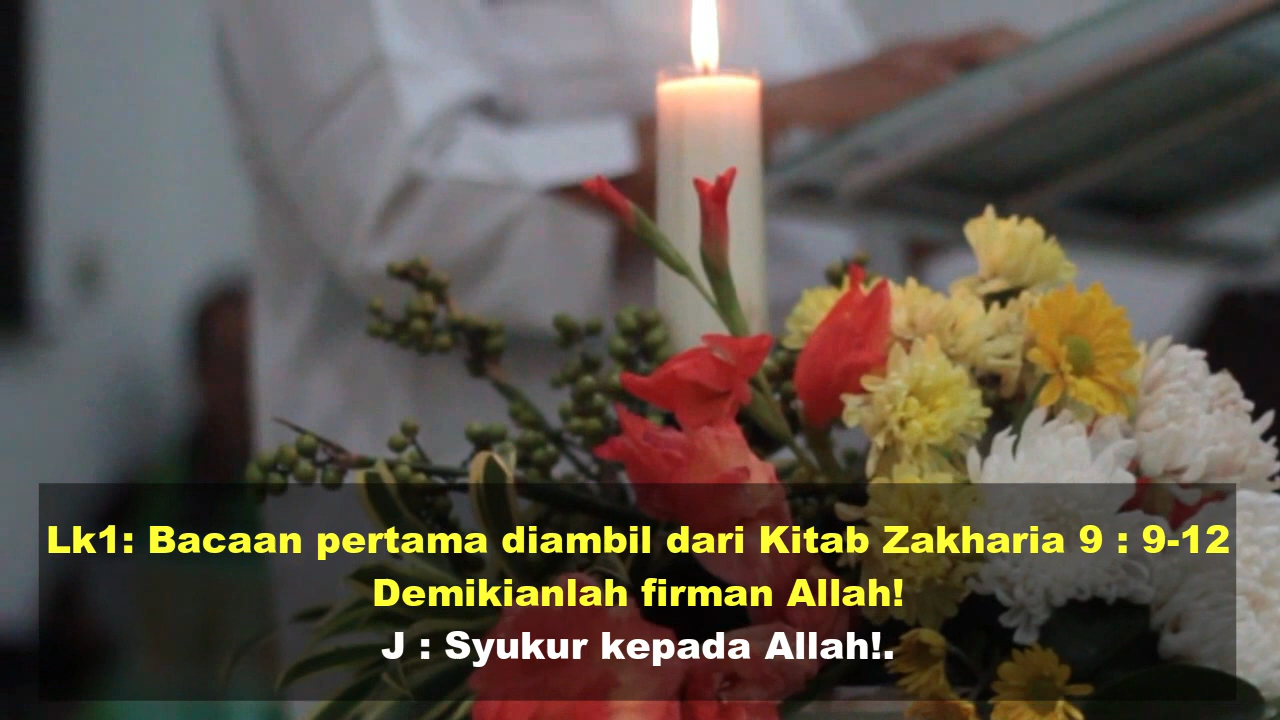 Lk1: Bacaan pertama diambil dari Kitab Zakharia 9 : 9-12
Demikianlah firman Allah!
J : Syukur kepada Allah!.